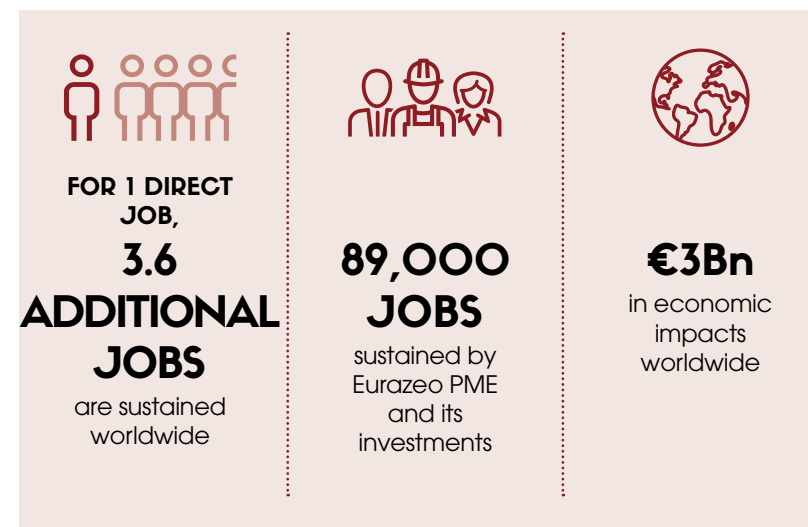 FOR 1 DIRECT
JOB,
3.6
ADDITIONAL
JOBS
are sustained
worldwide
89,000
JOBS
sustained by
Eurazeo PME
and its
investments
€3Bn
in economic
impacts
worldwide